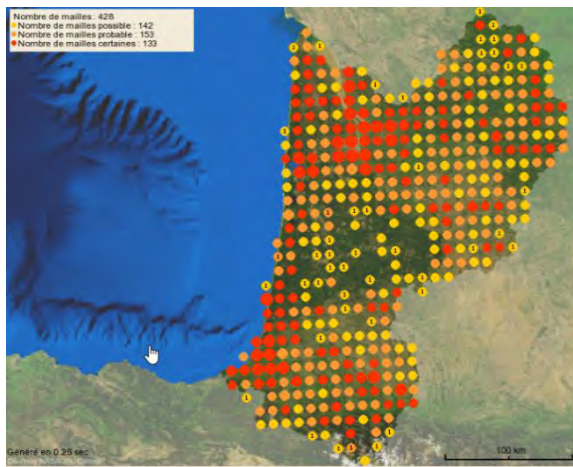 Nombre de mailles : 428
Nombre de mailles possible : 142
Nombre de mailles probable : 153
Nombre de mailles certaines : 133
Généré en 0.25 sec
100 km